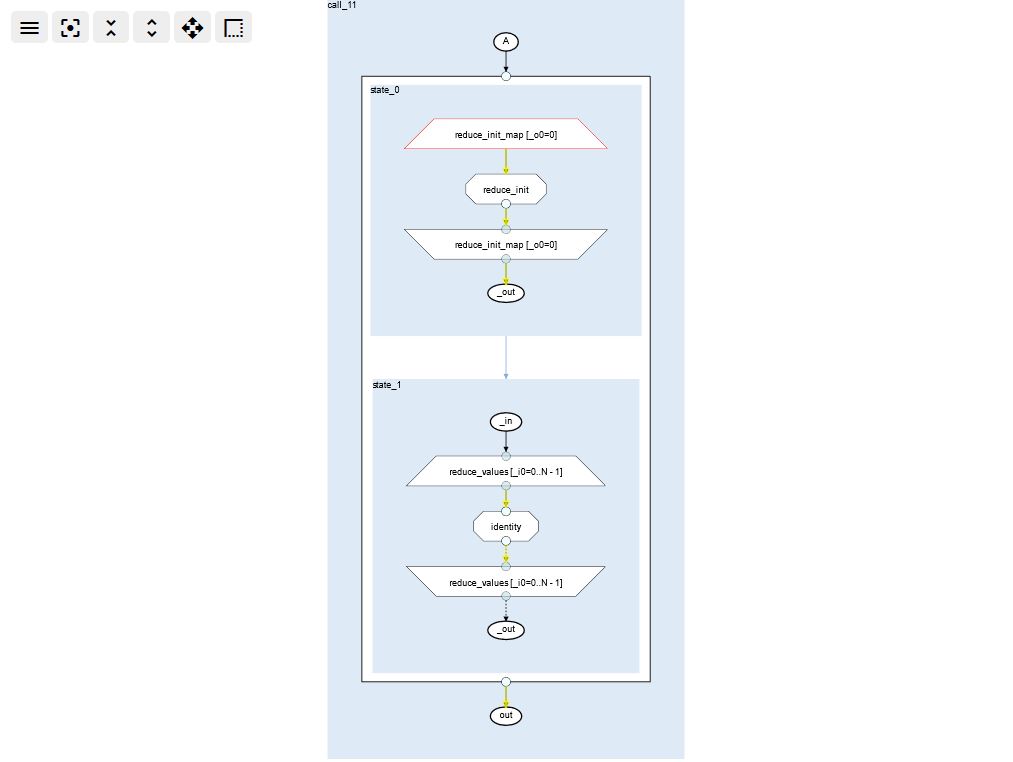 call_11
A
state_0
reduce_init_map [_o0=0]
reduce_init
reduce_init_map [_o0=0]
_out
state_1
_in
reduce_values [_i0=0..N - 1]
identity
reduce_values [_i0=0..N - 1]
_out
out